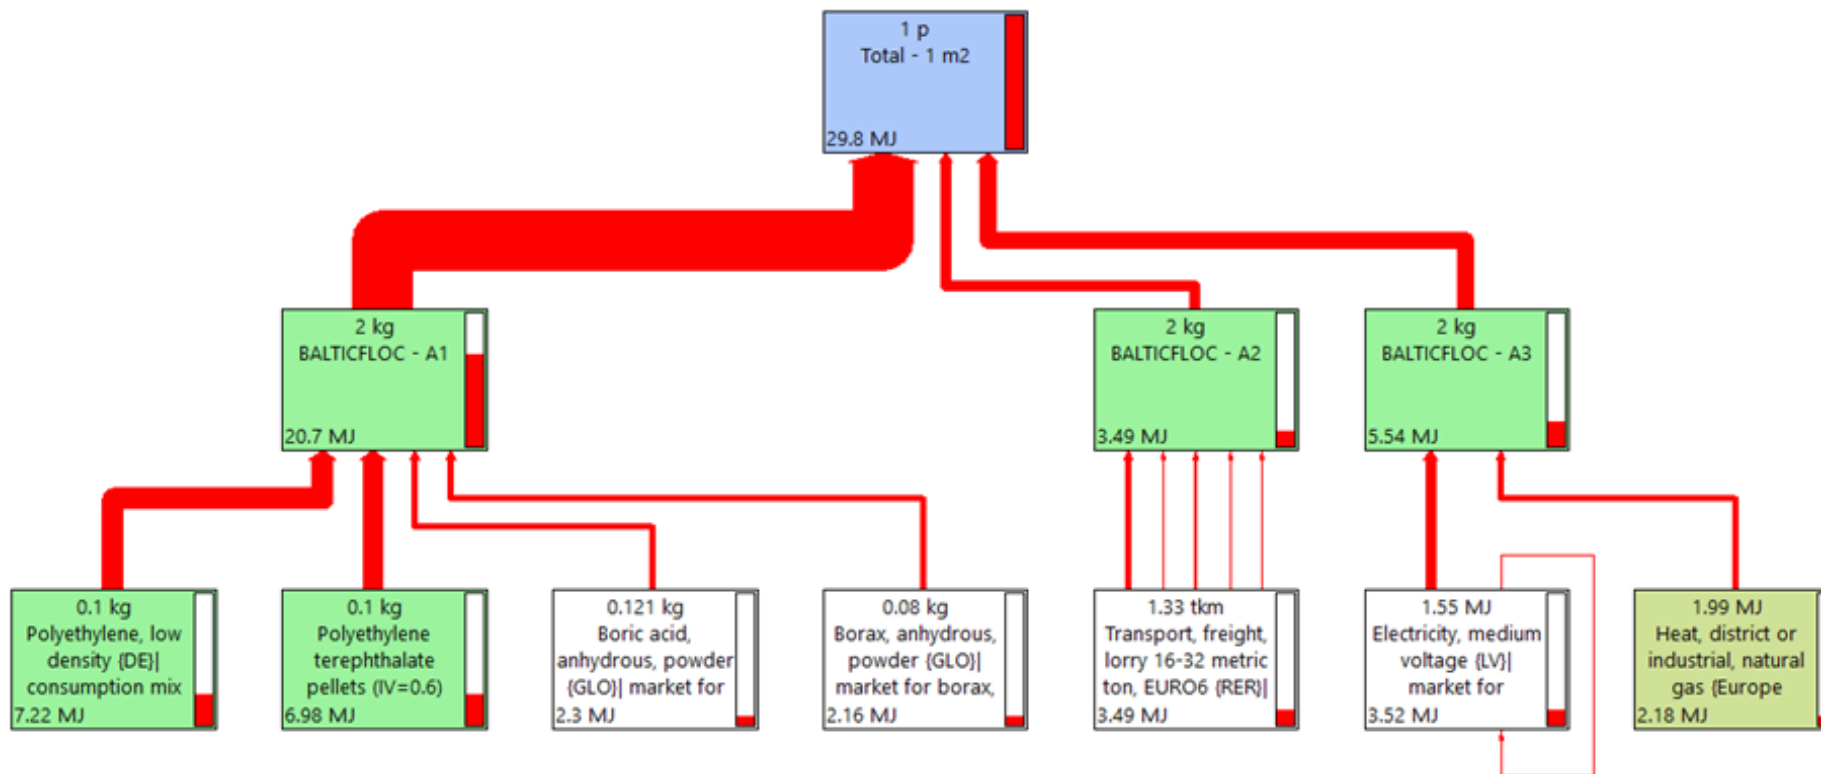 1 p
Total - 1 m2
29.8 MJ
2 kg
BALTICFLOC - A1
20.7 MJ
2 kg
BALTICFLOC - A2
3.49 MJ
2 kg
BALTICFLOC - A3
5.54 MJ
0.1 kg
Polyethylene, low
density {DE}|
consumption mix
7.22 MJ
0.1 kg
Polyethylene
terephthalate
pellets (IV=0.6)
6.98 MJ
0.121 kg
Boric acid,
anhydrous, powder
{GLO}| market for
2.3 MJ
0.08 kg
Borax, anhydrous,
powder {GLO}|
market for borax,
2.16 MJ
1.33 tkm
Transport, freight,
lorry 16-32 metric
ton, EURO6 {RER}|
3.49 MJ
1.55 MJ
Electricity, medium
voltage {LV}|
market for
3.52 MJ
1.99 MJ
Heat, district or
industrial, natural
gas {Europe
2.18 MJ